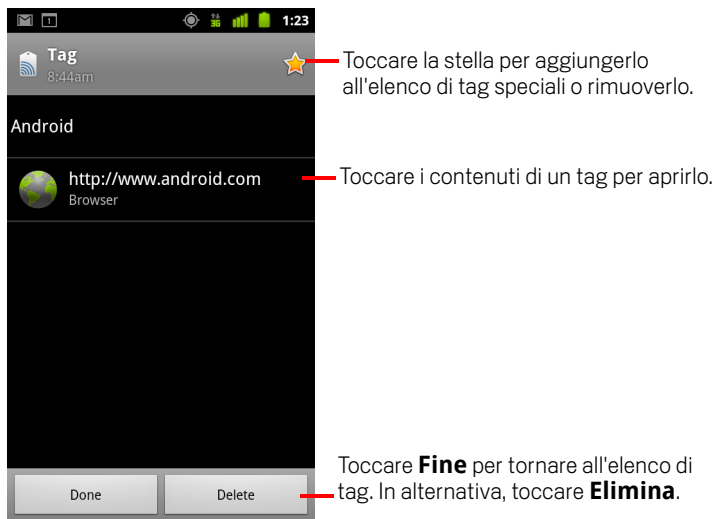 1 3G 1:23
Tag
8:44am
Toccare la stella per aggiungerlo
all'elenco di tag speciali o rimuoverlo.
Android
http://www.android.com
Browser
Toccare i contenuti di un tag per aprirlo.
Toccare Fine per tornare all'elenco di
tag. In alternativa, toccare Elimina.
Done Delete